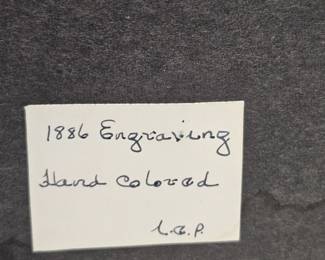 1886 Engraving
Hand Colored
L.E.P.